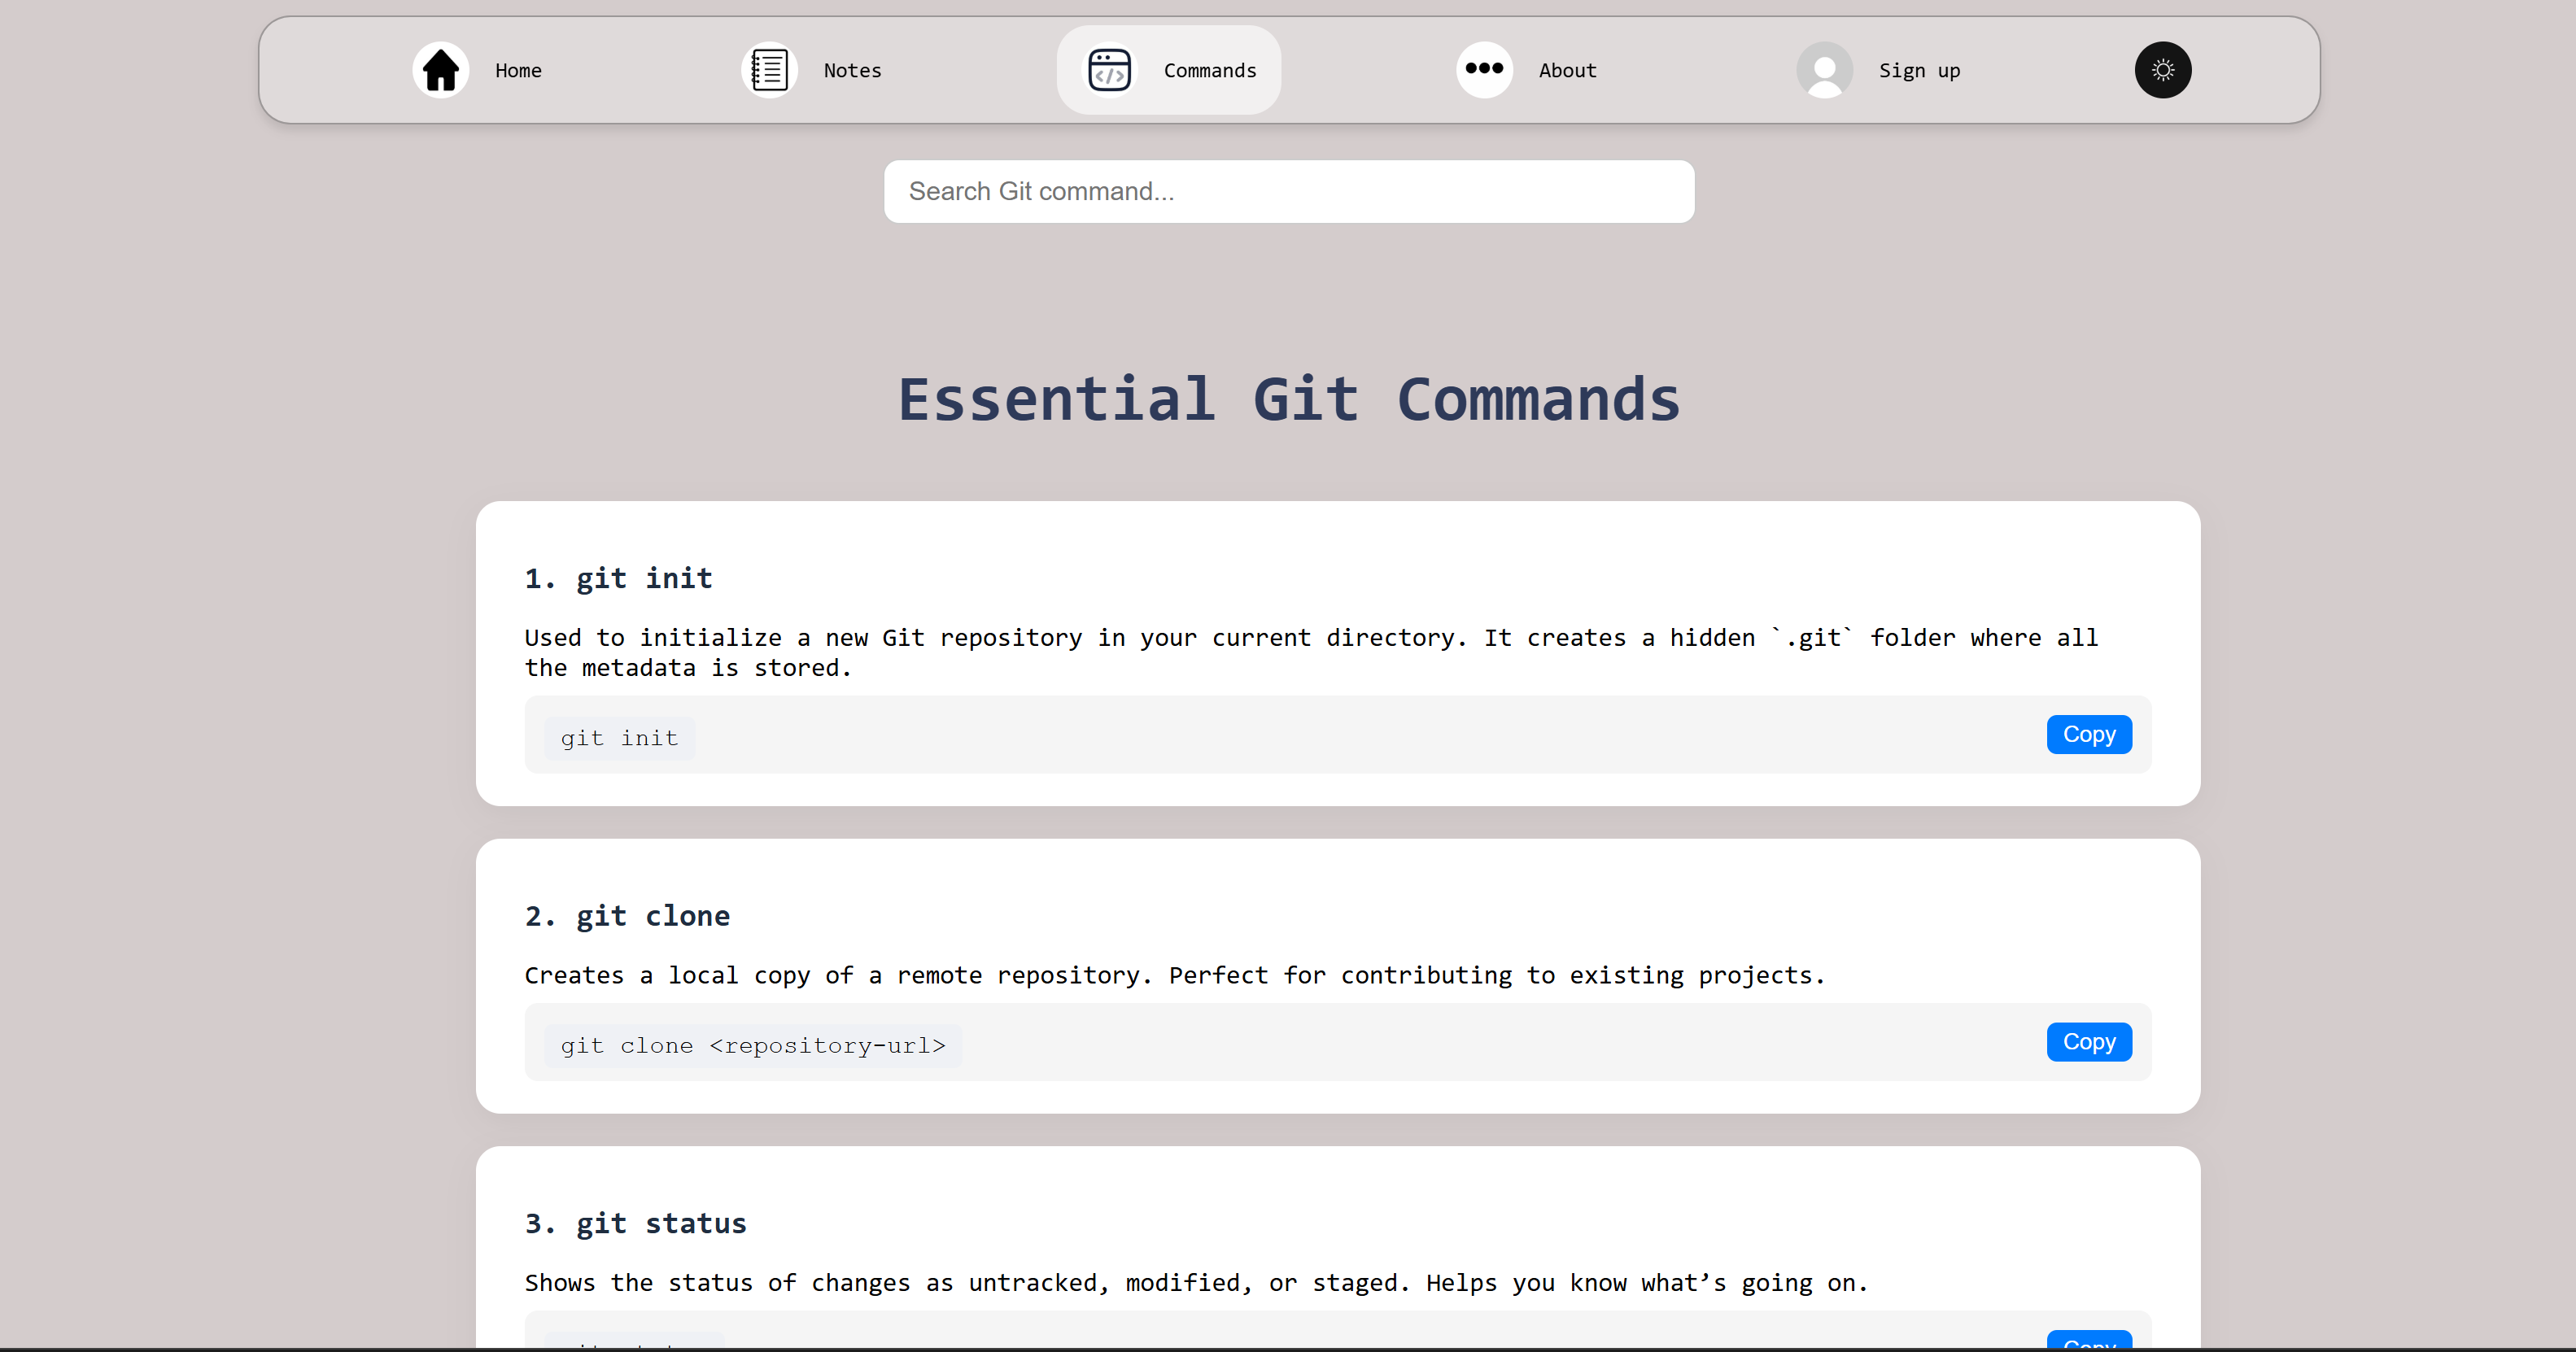 Home
Notes
Commands
About
Sign up
Search Git command...
Essential Git Commands
1. git init
Used to initialize a new Git repository in your current directory. It creates a hidden `.git` folder where all
the metadata is stored.
git init
Copy
2. git clone
Creates a local copy of a remote repository. Perfect for contributing to existing projects.
git clone <repository-url>
Copy
3. git status
Shows the status of changes as untracked, modified, or staged. Helps you know what’s going on.
Copy